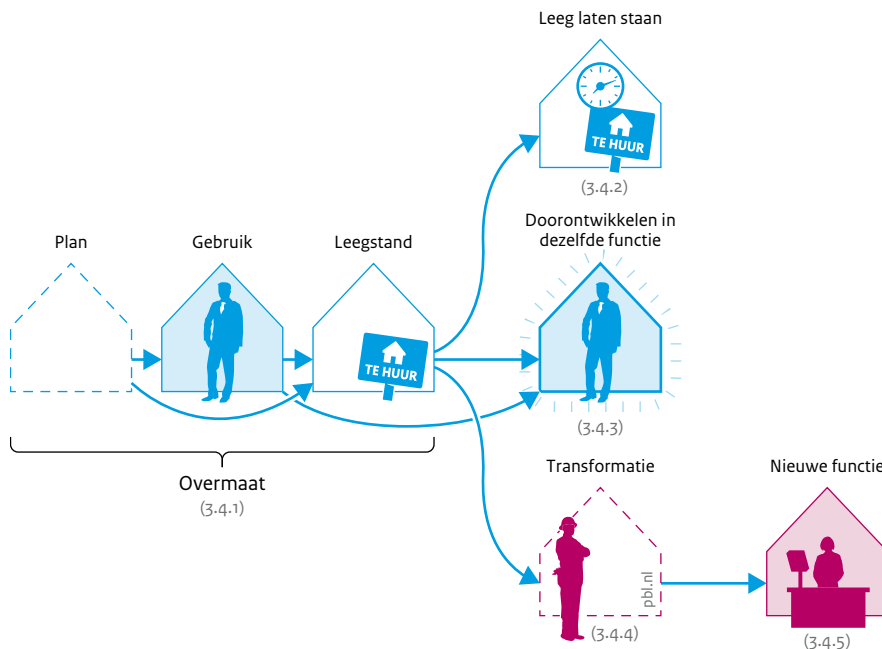 Leeg laten staan
TE HUUR
(3.4.2)
Plan
Gebruik
Leegstand
Doorontwikkelen in
dezelfde functie
TE HUUR
(3.4.3)
Overmaat
(3.4.1)
Transformatie
Nieuwe functie
pbl.nl
(3.4.4)
(3.4.5)